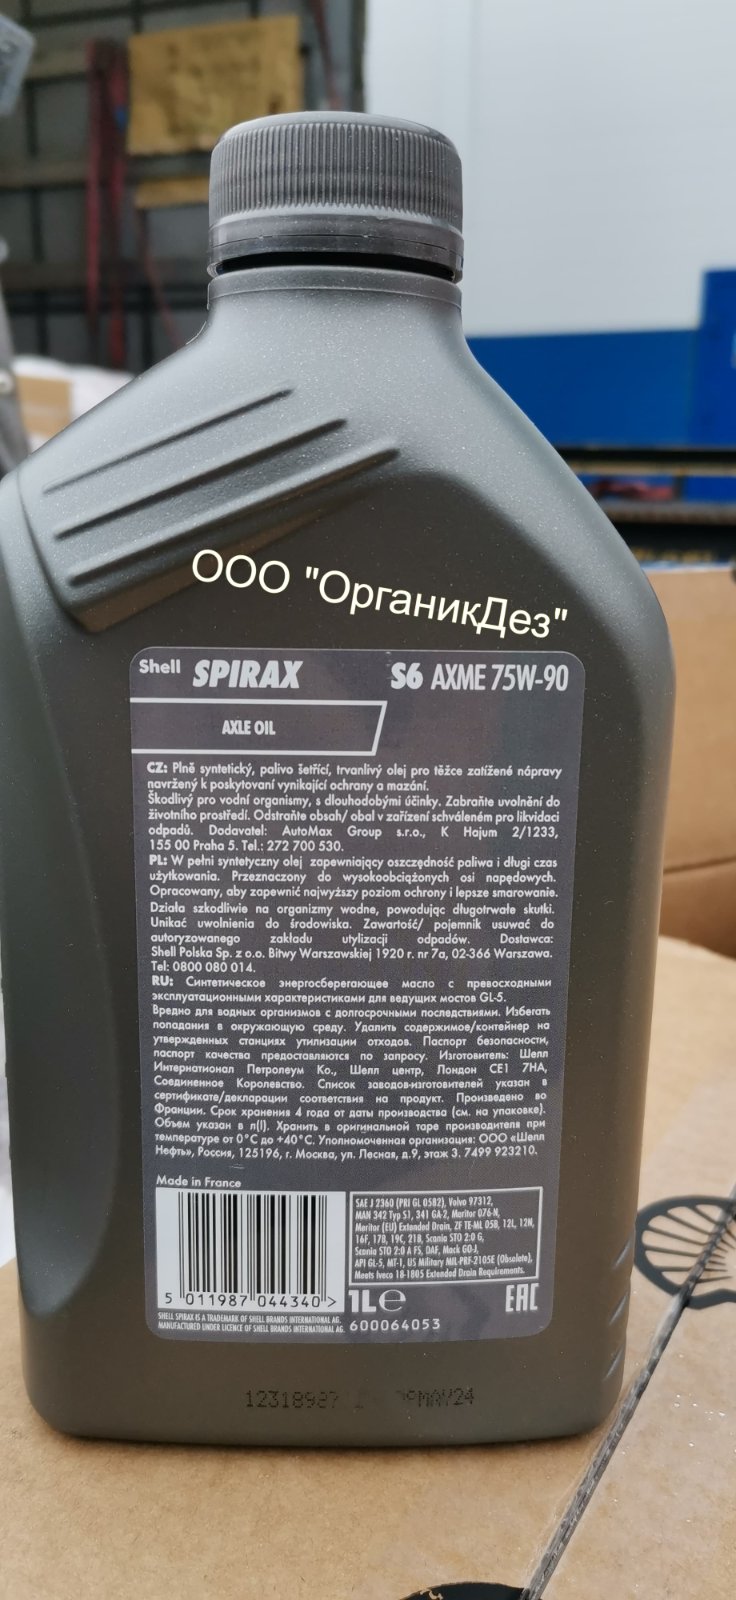 ООО "ОрганикДез"
Shell SPIRAX S6 AXME 75W-90
AXLE OIL
CZ: Plně syntetický, palivo šetřící, trvanlivý olej pro těžce zatížené nápravy
navržený k poskytovaní vynikající ochrany a mazání.
Škodlivý pro vodní organismy, s dlouhodobými účinky. Zabraňte uvolnění do
životního prostředí. Odstraňte obsah/ obal v zařízení schváleném pro likvidaci
odpadů. Dodavatel: AutoMax Group s.r.o., K Hajum 2/1233,
155 00 Praha 5. Tel.: 272 700 530.
PL: W pełni syntetyczny olej zapewniający oszczędność paliwa i długi czas
użytkowania. Przeznaczony do wysokoobciążonych osi napędowych.
Opracowany, aby zapewnić najwyższy poziom ochrony i lepsze smarowanie.
Działa szkodliwie na organizmy wodne, powodując długotrwałe skutki.
Unikać uwolnienia do środowiska. Zawartość/ pojemnik usuwać do
autoryzowanego zakładu utylizacji odpadów. Dostawca:
Shell Polska Sp. z o.o. Bitwy Warszawskiej 1920 r. nr 7a, 02-366 Warszawa.
Tel: 0800 080 014.
RU: Синтетическое энергосберегающее масло с превосходными
эксплуатационными характеристиками для ведущих мостов GL-5.
Вредно для водных организмов с долгосрочными последствиями. Избегать
попадания в окружающую среду. Удалить содержимое/контейнер на
утвержденных станциях утилизации отходов. Паспорт безопасности,
паспорт качества предоставляются по запросу. Изготовитель: Шелл
Интернационал Петролеум Ко., Шелл центр, Лондон СЕ1 7НА,
Соединенное Королевство. Список заводов-изготовителей указан в
сертификате/декларации соответствия на продукт. Произведено во
Франции. Срок хранения 4 года от даты производства (см. на упаковке).
Объем указан в л(l). Хранить в оригинальной таре производителя при
температуре от 0°С до +40°С. Уполномоченная организация: ООО «Шелл
Нефть», Россия, 125196, г. Москва, ул. Лесная, д.9, этаж 3. 7499 923210.
Made in France
SAE J 2360 (PRI GL 0582), Volvo 97312,
MAN 342 Typ S1, 341 GA-2, Meritor 076-N,
Meritor (EU) Extended Drain, ZF TE-ML 05B, 12L, 12N,
16F, 17B, 19C, 21B, Scania STO 2:0 G,
Scania STO 2:0 A FS, DAF, Mack GO-J,
API GL-5, MT-1, US Military MIL-PRF-2105E (Obsolete),
Meets Iveco 18-1805 Extended Drain Requirements.
5 011987 044340 >
1L e EAC
SHELL SPIRAX IS A TRADEMARK OF SHELL BRANDS INTERNATIONAL AG.
MANUFACTURED UNDER LICENCE OF SHELL BRANDS INTERNATIONAL AG. 600064053
12318987 MAY24